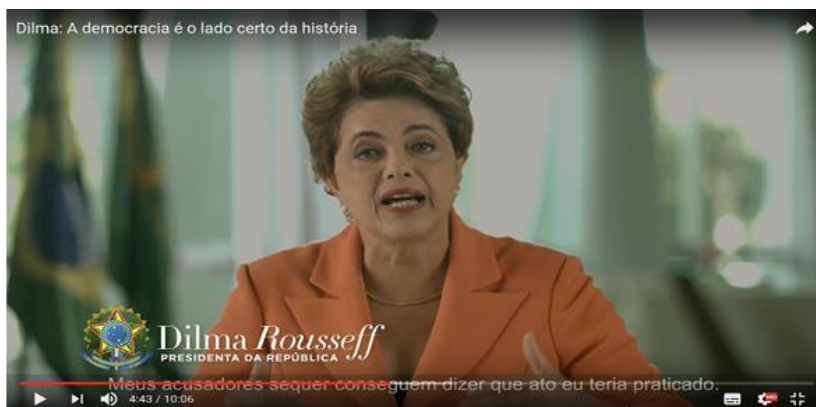 Dilma: A democracia é o lado certo da história
Dilma Rousseff
PRESIDENTA DA REPÚBLICA
Meus acusadores sequer conseguem dizer que ato eu teria praticado.
4:43 / 10:06